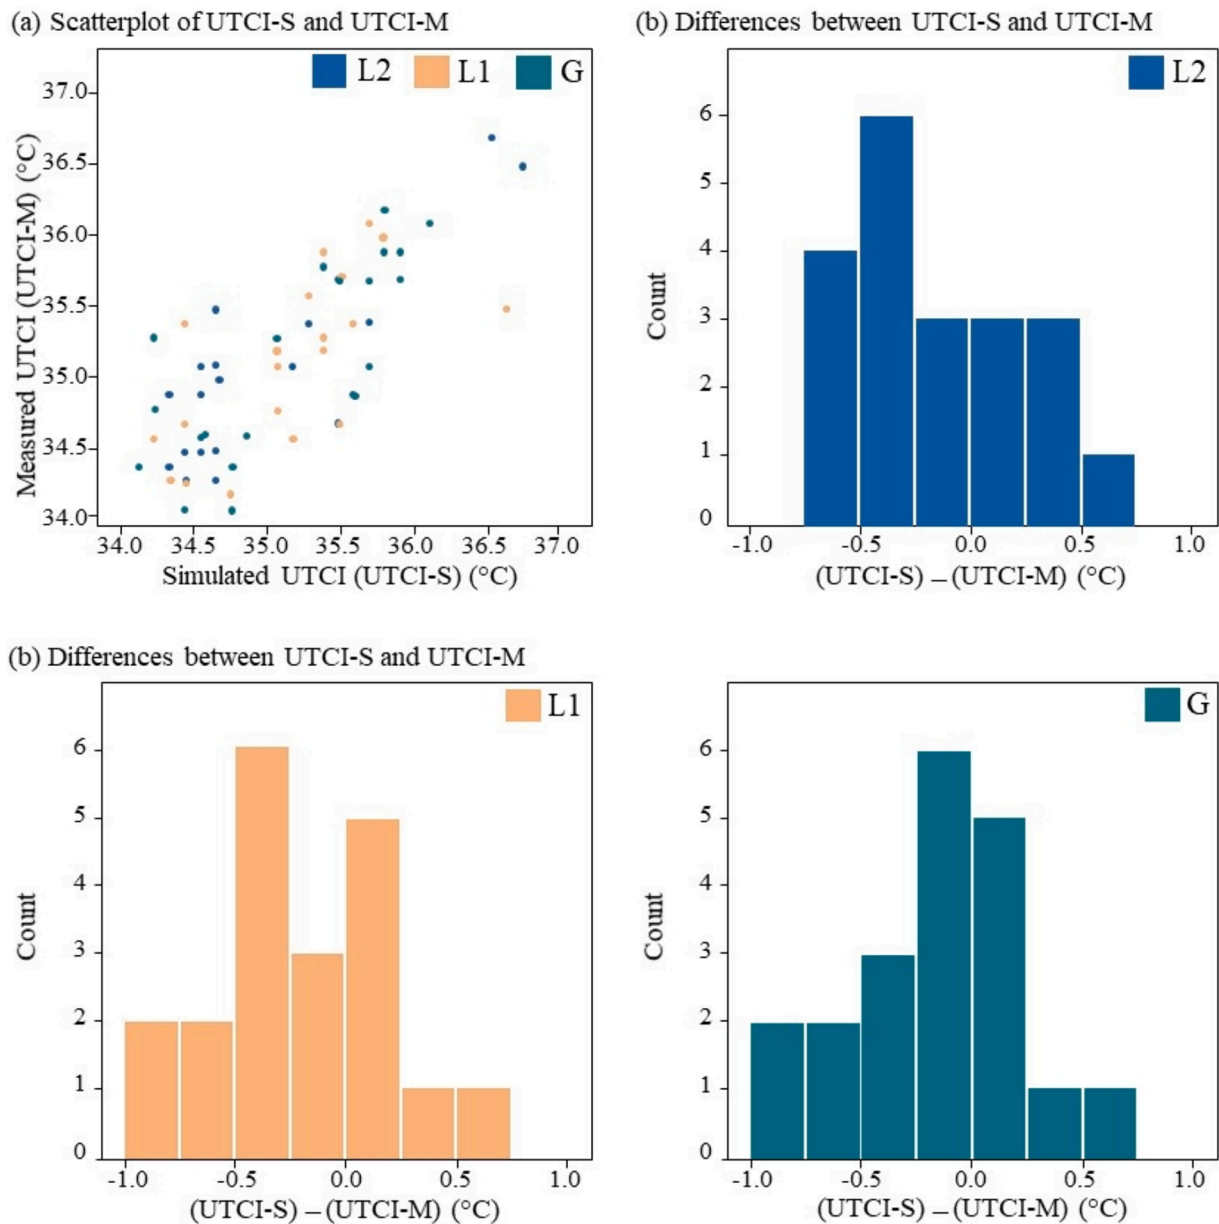 (a) Scatterplot of UTCI-S and UTCI-M
L2 L1 G
Measured UTCI (UTCI-M) (°C)
37.0
36.5
36.0
35.5
35.0
34.5
34.0
34.0 34.5 35.0 35.5 36.0 36.5 37.0
Simulated UTCI (UTCI-S) (°C)
(b) Differences between UTCI-S and UTCI-M
L2
Count
6
5
4
3
2
1
0
-1.0 -0.5 0.0 0.5 1.0
(UTCI-S) – (UTCI-M) (°C)
(b) Differences between UTCI-S and UTCI-M
L1
Count
6
5
4
3
2
1
0
-1.0 -0.5 0.0 0.5 1.0
(UTCI-S) – (UTCI-M) (°C)
G
Count
6
5
4
3
2
1
0
-1.0 -0.5 0.0 0.5 1.0
(UTCI-S) – (UTCI-M) (°C)